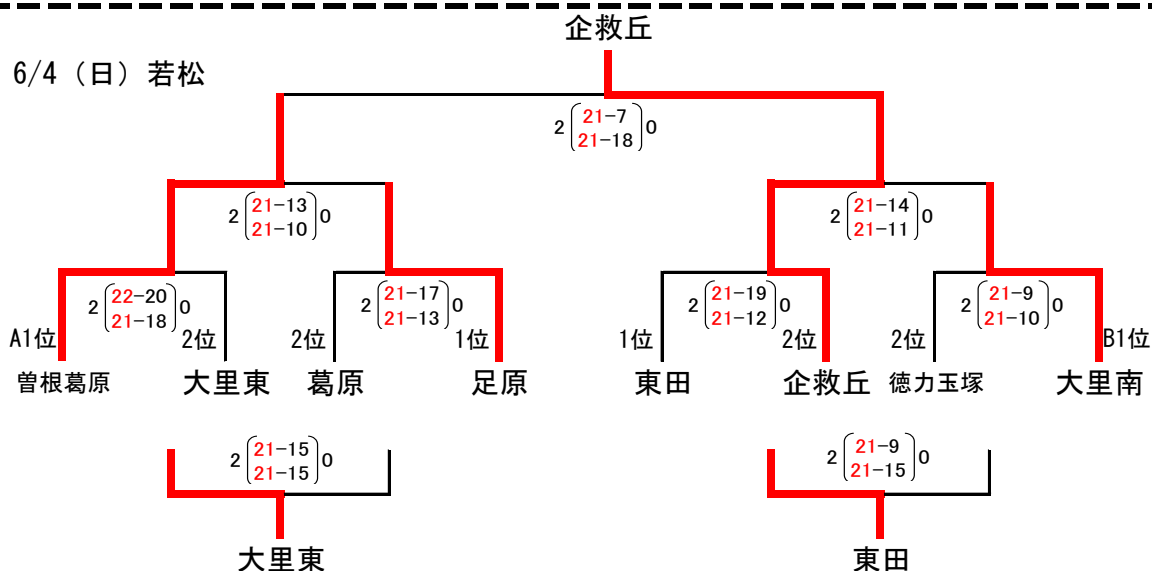 企救丘
6/4（日）若松
2 21-7 0
21-18
2 21-13 0
21-10
2 21-14 0
21-11
2 22-20 0
21-18
2 21-17 0
21-13
2 21-19 0
21-12
2 21-9 0
21-10
A1位 2位 2位 1位 1位 2位 2位 B1位
曽根葛原 大里東 葛原 足原 東田 企救丘 徳力玉塚 大里南
2 21-15 0
21-15
2 21-9 0
21-15
大里東 東田